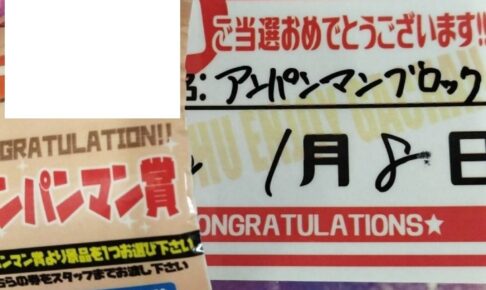 NGRATULATION!!
ンパンマン賞
ンマン賞より景品を1つお選び下さい
らの券をスタッフまでお渡し下さい
ご当選おめでとうございます!!
名: アンパンマンブロック
1月8日
ONGRATULATIONS★